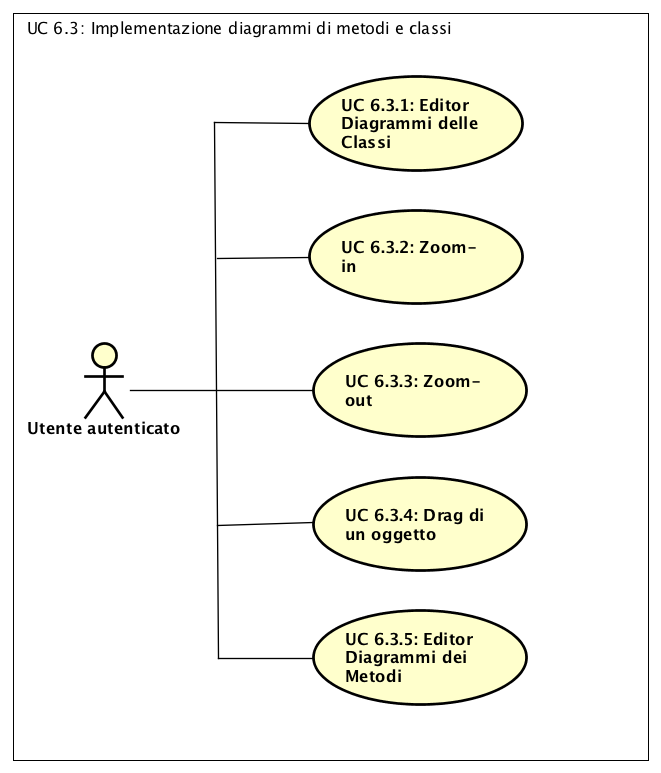 UC 6.3: Implementazione diagrammi di metodi e classi
UC 6.3.1: Editor
Diagrammi delle
Classi
UC 6.3.2: Zoom-
in
UC 6.3.3: Zoom-
out
Utente autenticato
UC 6.3.4: Drag di
un oggetto
UC 6.3.5: Editor
Diagrammi dei
Metodi